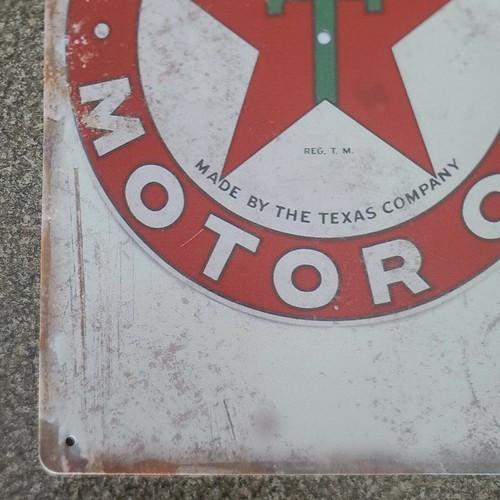 T
REG. T. M.
MADE BY THE TEXAS COMPANY
MOTOR